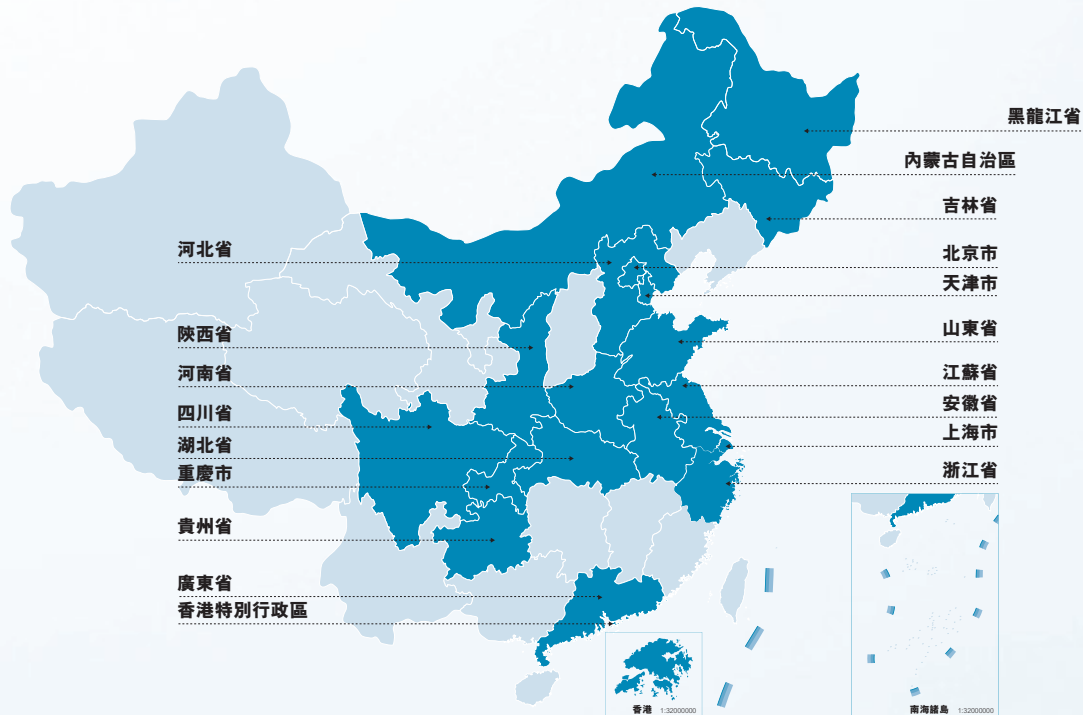 黑龍江省
內蒙古自治區
吉林省
河北省
北京市
天津市
陝西省
山東省
河南省
江蘇省
四川省
安徽省
湖北省
上海市
重慶市
浙江省
貴州省
廣東省
香港特別行政區
香港 1:32000000
南海諸島 1:32000000